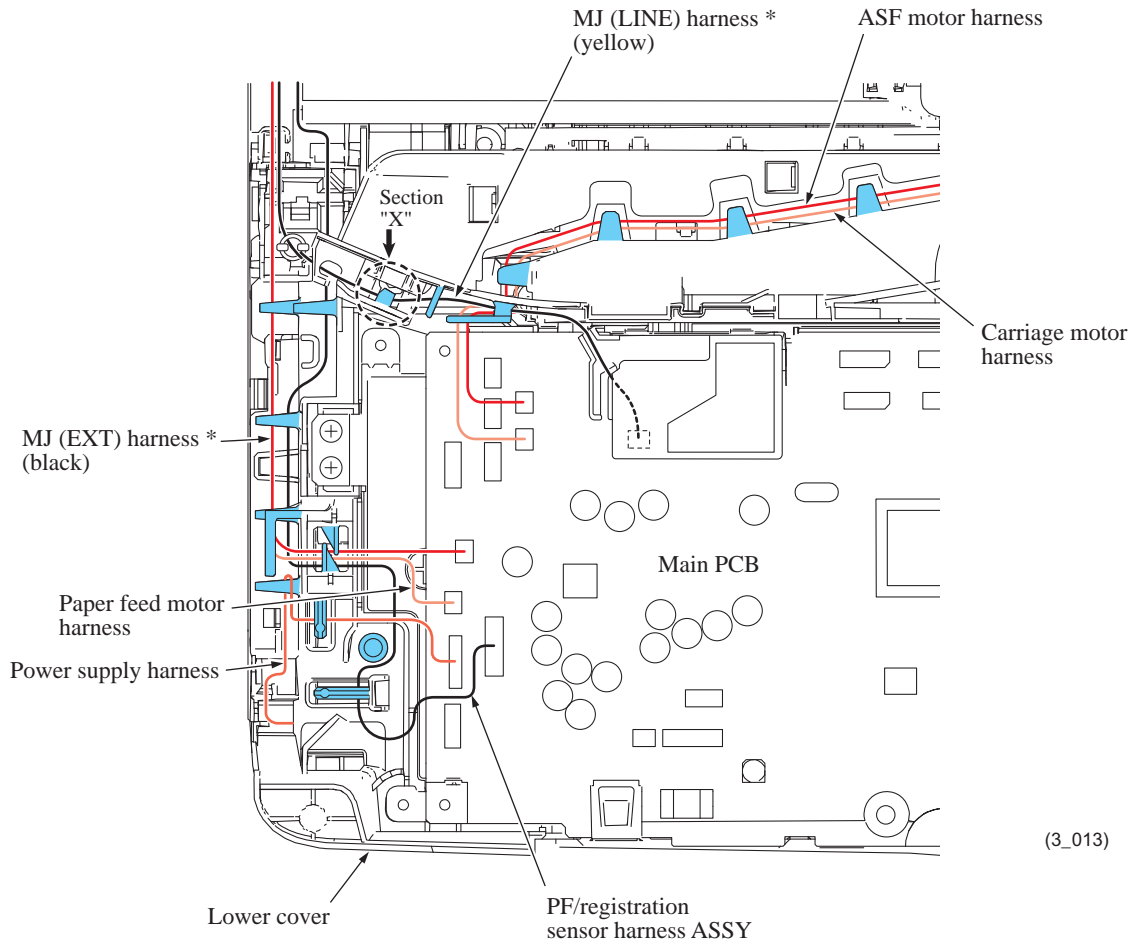 MJ (LINE) harness *
(yellow)
ASF motor harness
Section
"X"
Carriage motor
harness
MJ (EXT) harness *
(black)
Main PCB
Paper feed motor
harness
Power supply harness
(3_013)
Lower cover
PF/registration
sensor harness ASSY